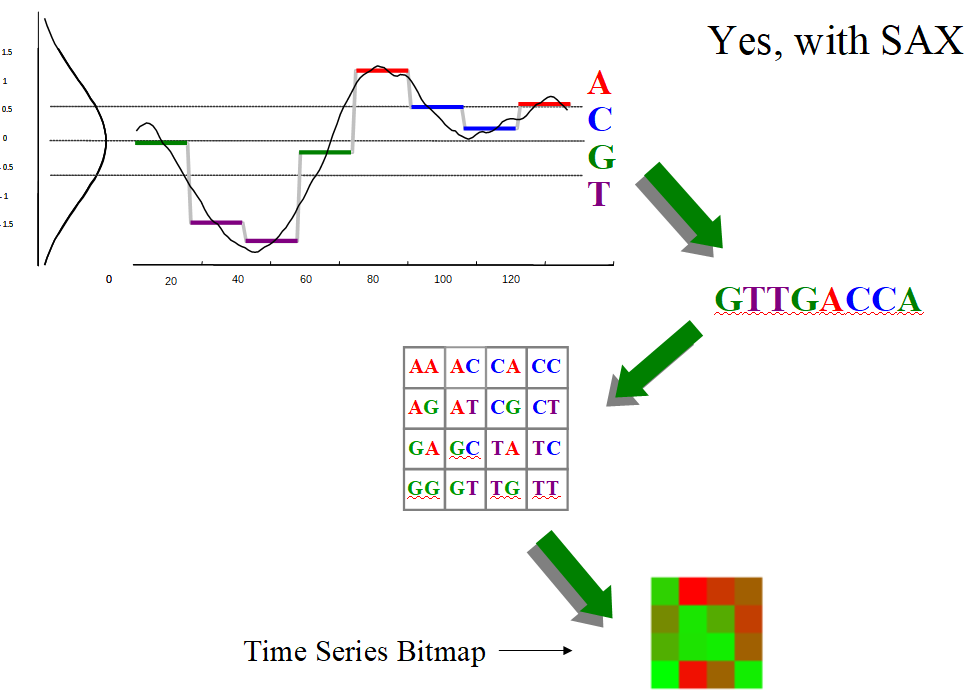 Yes, with SAX
1.5
1
0.5
0
0.5
1
1.5
A
C
G
T
0 20 40 60 80 100 120
GTTGACCA
AA AC CA CC
AG AT CG CT
GA GC TA TC
GG GT TG TT
Time Series Bitmap